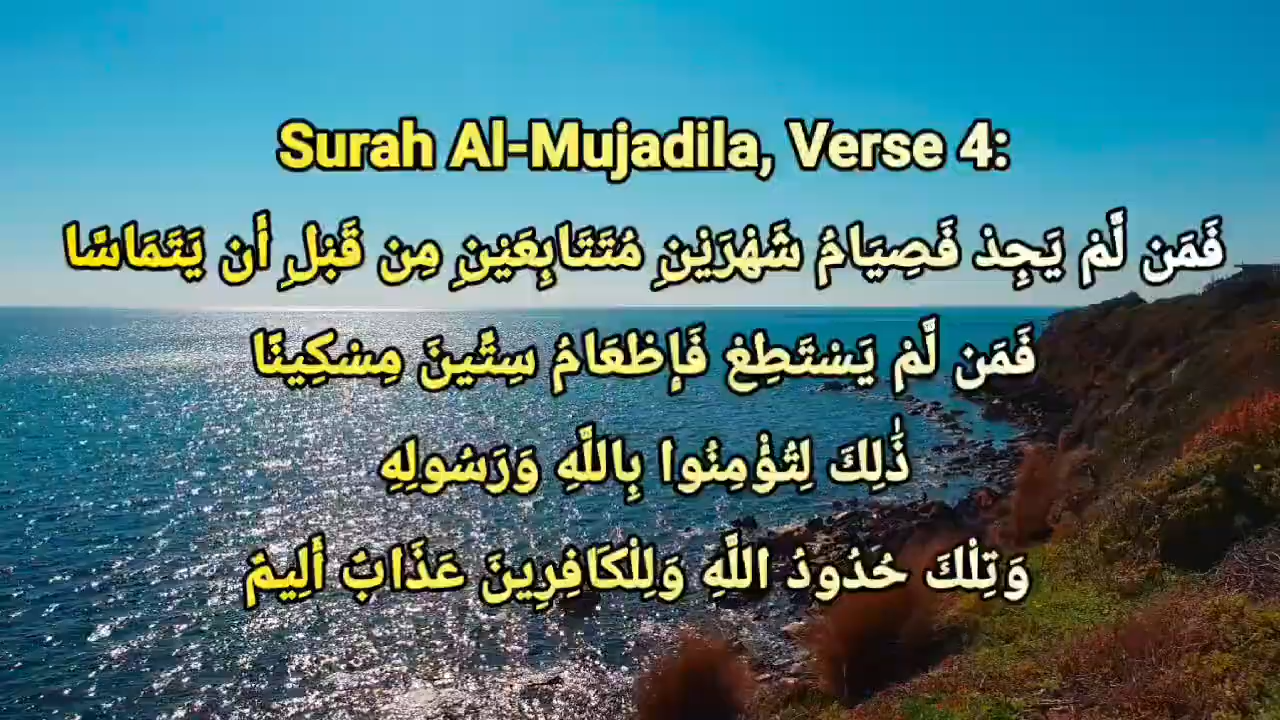 Surah Al-Mujadila, Verse 4:
فَمَن لَّمْ يَجِدْ فَصِيَامُ شَهْرَيْنِ مُتَتَابِعَيْنِ مِن قَبْلِ أَن يَتَمَاسَّا
فَمَن لَّمْ يَسْتَطِعْ فَإِطْعَامُ سِتِّينَ مِسْكِينًا
ذَٰلِكَ لِتُؤْمِنُوا بِاللَّهِ وَرَسُولِهِ
وَتِلْكَ حُدُودُ اللَّهِ وَلِلْكَافِرِينَ عَذَابٌ أَلِيمٌ